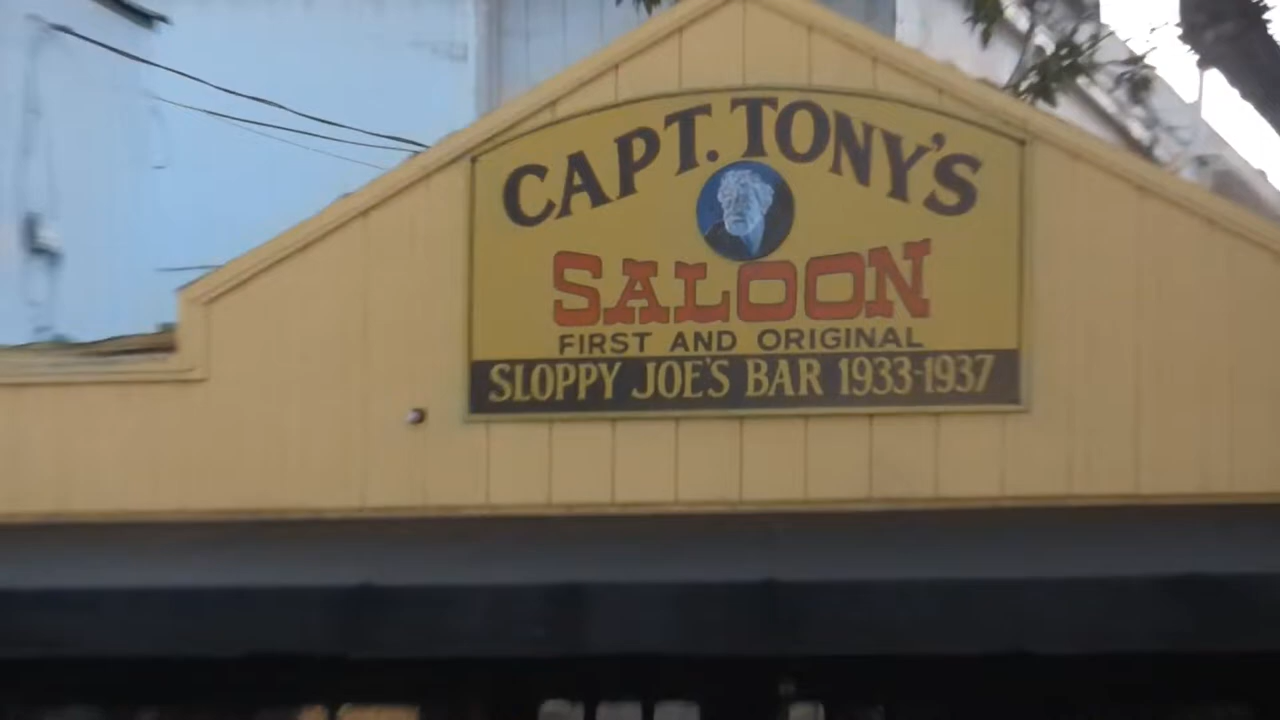 CAPT. TONY'S
SALOON
FIRST AND ORIGINAL
SLOPPY JOE'S BAR 1933-1937